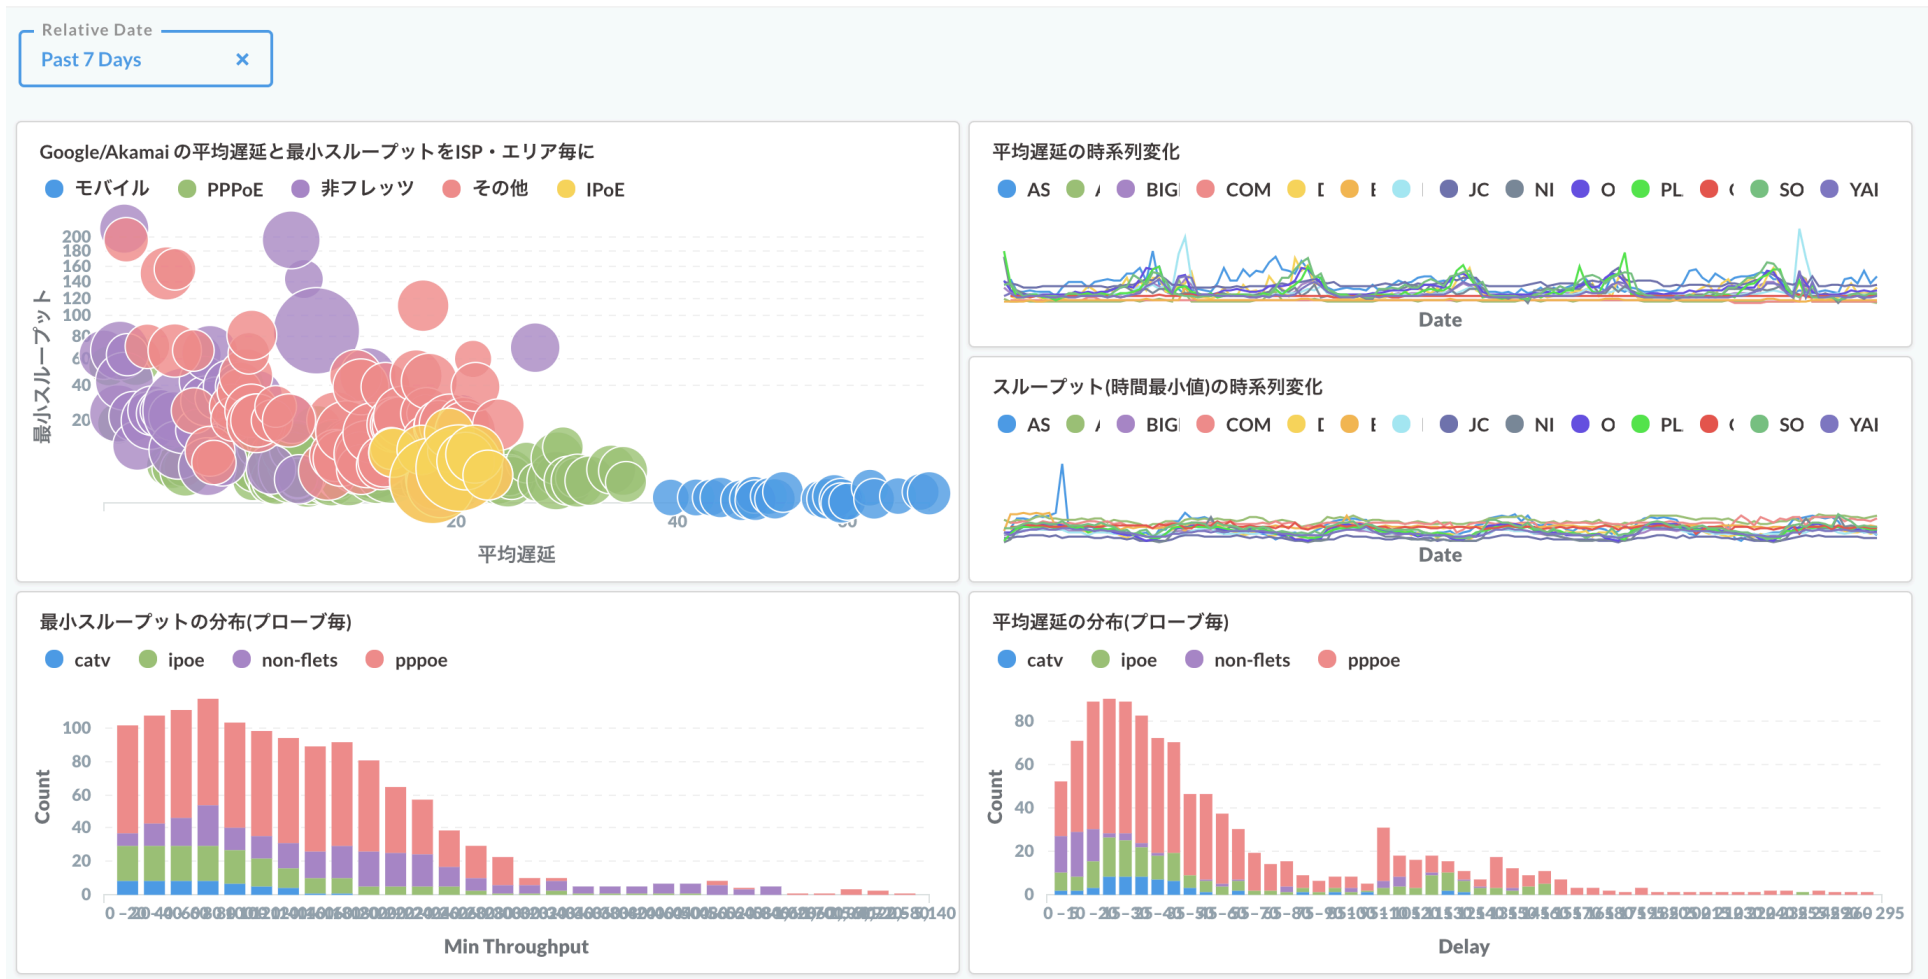 Relative Date
Past 7 Days ×
Google/Akamai の平均遅延と最小スループットをISP・エリア毎に
モバイル PPPoE 非フレッツ その他 IPoE
200
180
160
140
120
100
80
40
20
最小スループット
20 40
平均遅延
平均遅延の時系列変化
AS BIG COM JC NI O PL SO YAI
Date
スループット(時間最小値)の時系列変化
AS BIG COM JC NI O PL SO YAI
Date
最小スループットの分布(プローブ毎)
catv ipoe non-flets pppoe
100
80
60
40
20
0
Count
Min Throughput
平均遅延の分布(プローブ毎)
catv ipoe non-flets pppoe
80
60
40
20
0
Count
Delay